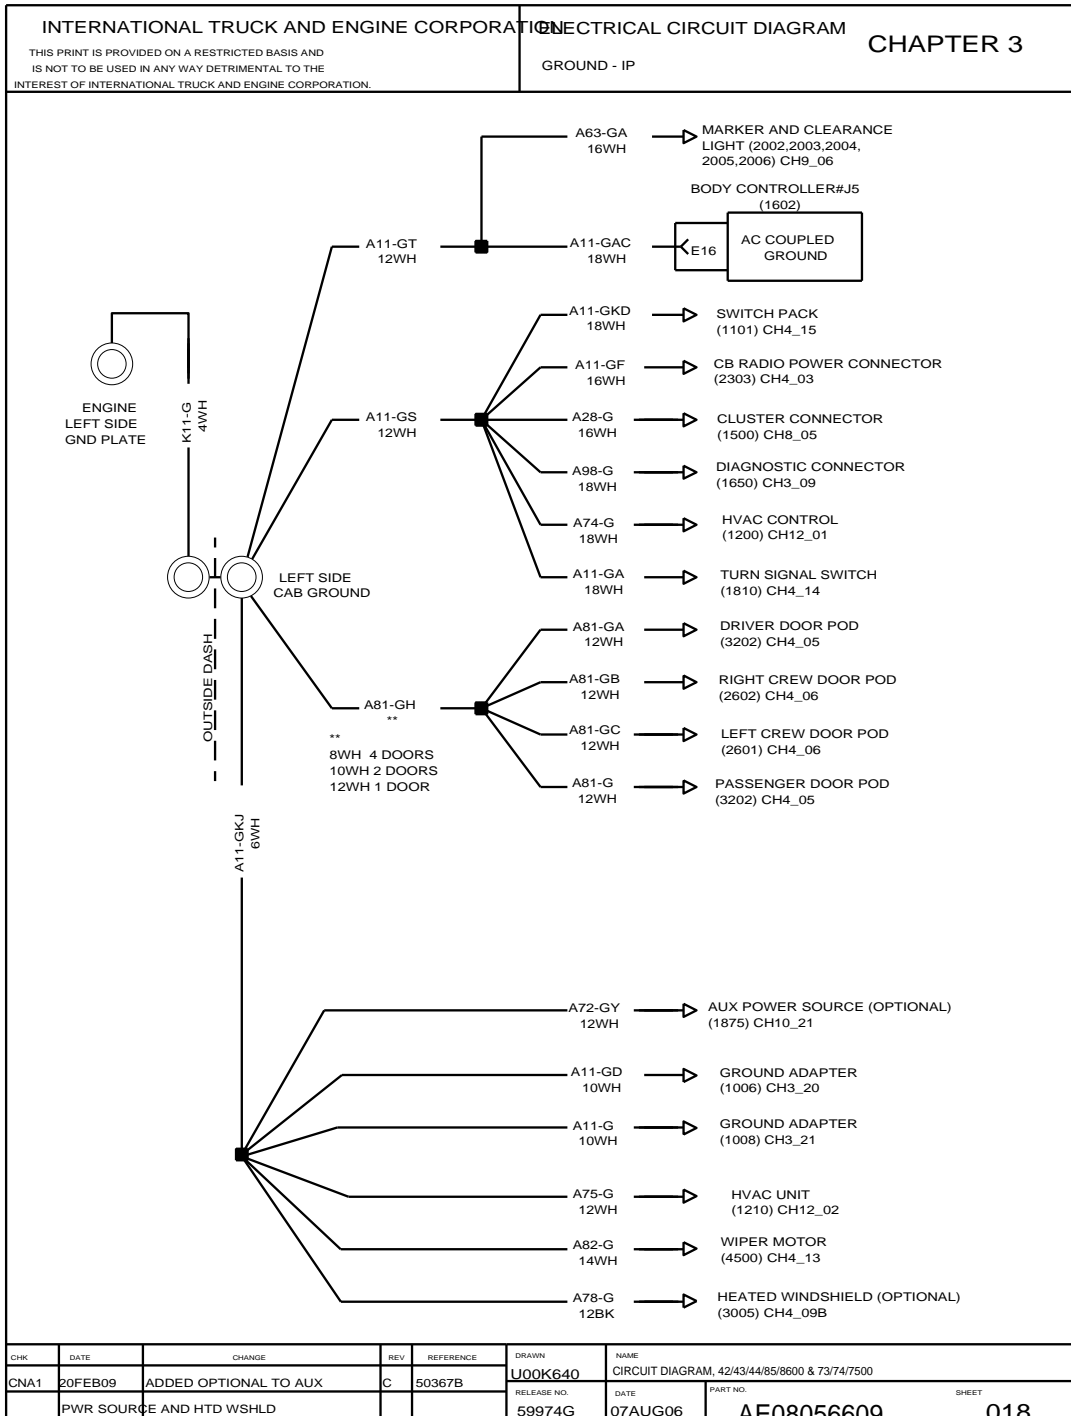 INTERNATIONAL TRUCK AND ENGINE CORPORATION
THIS PRINT IS PROVIDED ON A RESTRICTED BASIS AND
IS NOT TO BE USED IN ANY WAY DETRIMENTAL TO THE
INTEREST OF INTERNATIONAL TRUCK AND ENGINE CORPORATION.
ELECTRICAL CIRCUIT DIAGRAM
GROUND - IP
CHAPTER 3
A63-GA
16WH
MARKER AND CLEARANCE
LIGHT (2002,2003,2004,
2005,2006) CH9_06
BODY CONTROLLER#J5
(1602)
A11-GT
12WH
A11-GAC
18WH
E16
AC COUPLED
GROUND
A11-GKD
18WH
SWITCH PACK
(1101) CH4_15
A11-GF
16WH
CB RADIO POWER CONNECTOR
(2303) CH4_03
ENGINE
LEFT SIDE
GND PLATE
K11-G
4WH
A11-GS
12WH
A28-G
16WH
CLUSTER CONNECTOR
(1500) CH8_05
A98-G
18WH
DIAGNOSTIC CONNECTOR
(1650) CH3_09
A74-G
18WH
HVAC CONTROL
(1200) CH12_01
LEFT SIDE
CAB GROUND
A11-GA
18WH
TURN SIGNAL SWITCH
(1810) CH4_14
OUTSIDE DASH
A81-GA
12WH
DRIVER DOOR POD
(3202) CH4_05
A81-GB
12WH
RIGHT CREW DOOR POD
(2602) CH4_06
A81-GH
**
A81-GC
12WH
LEFT CREW DOOR POD
(2601) CH4_06
**
8WH 4 DOORS
10WH 2 DOORS
12WH 1 DOOR
A81-G
12WH
PASSENGER DOOR POD
(3202) CH4_05
A11-GKJ
6WH
A72-GY
12WH
AUX POWER SOURCE (OPTIONAL)
(1875) CH10_21
A11-GD
10WH
GROUND ADAPTER
(1006) CH3_20
A11-G
10WH
GROUND ADAPTER
(1008) CH3_21
A75-G
12WH
HVAC UNIT
(1210) CH12_02
A82-G
14WH
WIPER MOTOR
(4500) CH4_13
A78-G
12BK
HEATED WINDSHIELD (OPTIONAL)
(3005) CH4_09B
CHK DATE CHANGE REV REFERENCE
CNA1 20FEB09 ADDED OPTIONAL TO AUX C 50367B
PWR SOURCE AND HTD WSHLD
DRAWN
U00K640
NAME
CIRCUIT DIAGRAM, 42/43/44/85/8600 & 73/74/7500
RELEASE NO.
59974G
DATE
07AUG06
PART NO.
AE08056609
SHEET
018